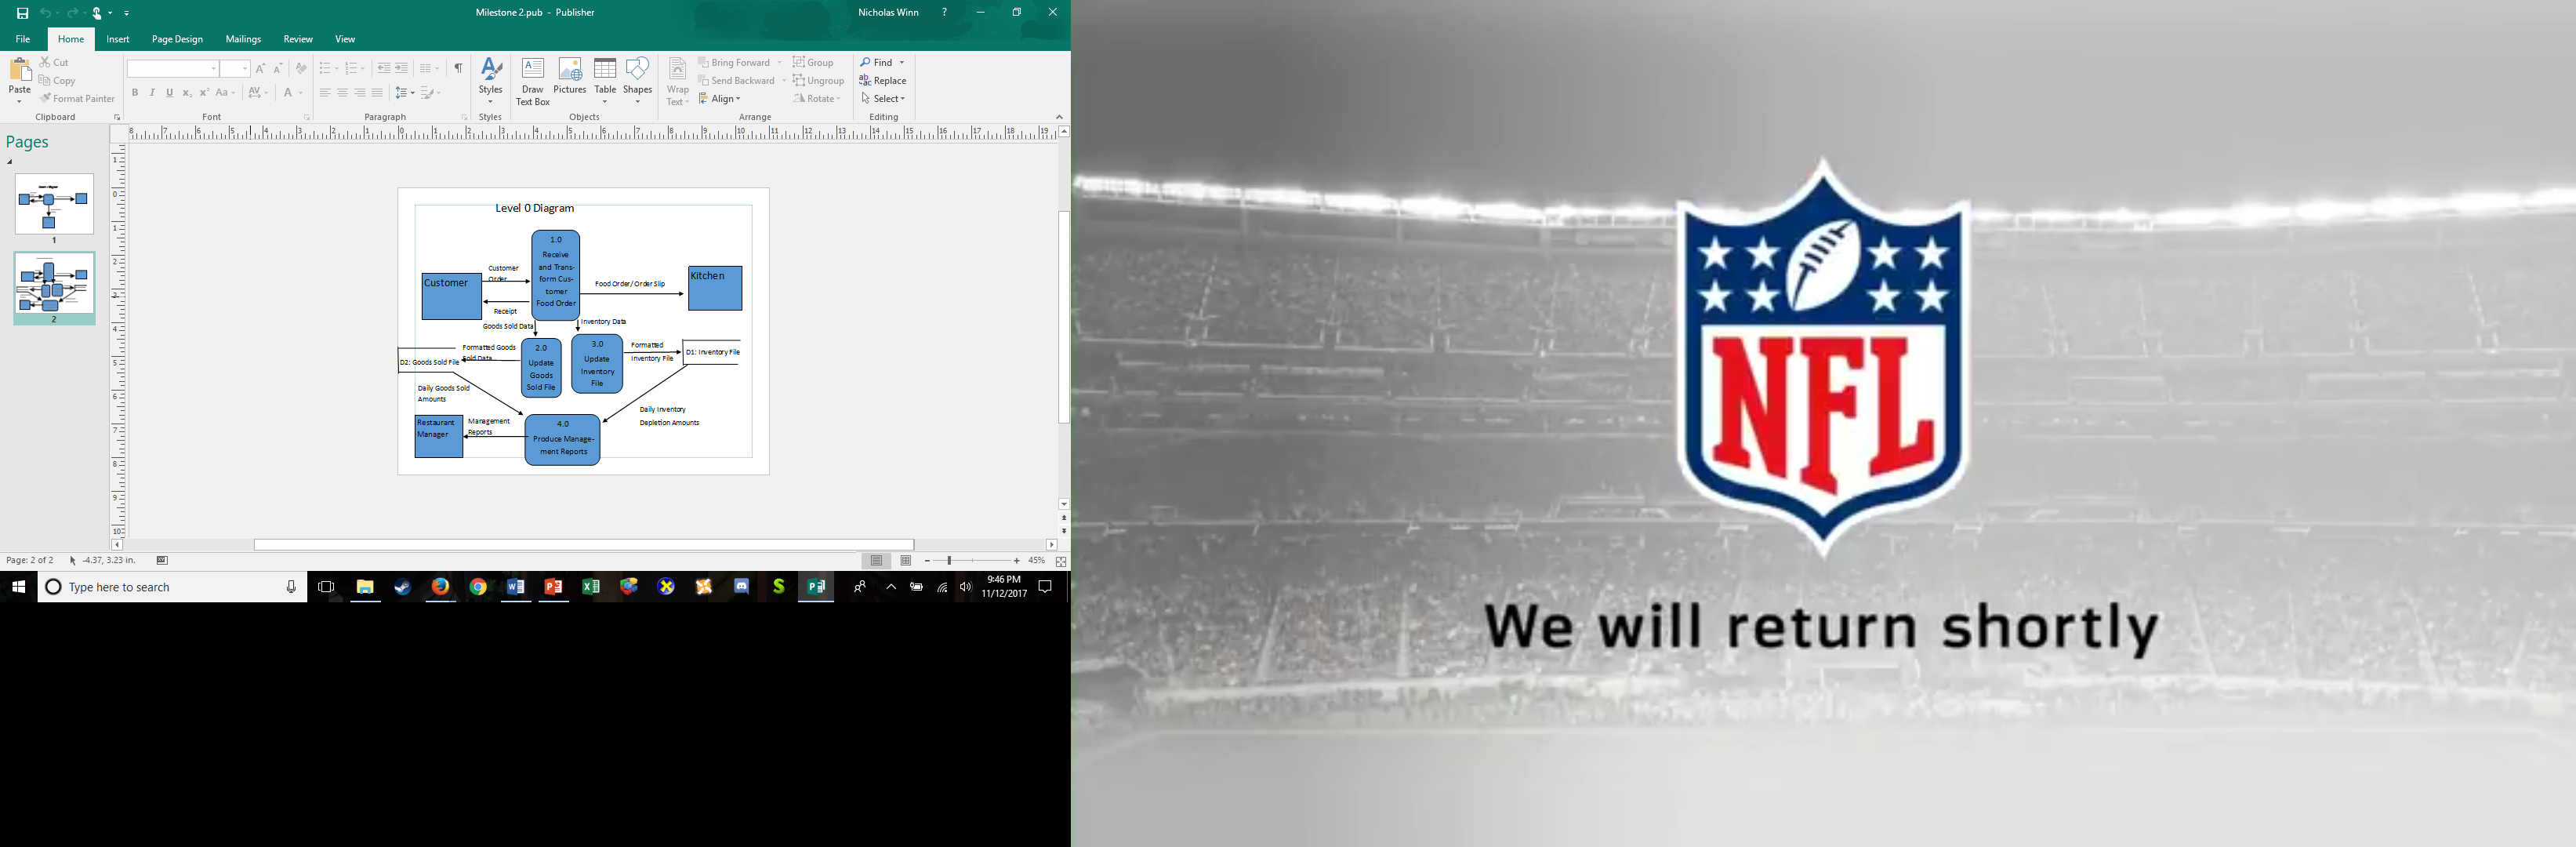 Milestone 2.pub - Publisher
Nicholas Winn
?
File
Home
Insert
Page Design
Mailings
Review
View
Paste
Cut
Copy
Format Painter
Clipboard
Font
Paragraph
Styles
Styles
Draw
Text Box
Pictures
Table
Shapes
Objects
Wrap
Text
Bring Forward
Send Backward
Align
Group
Ungroup
Rotate
Arrange
Find
Replace
Select
Editing
Pages
1
2
Level 0 Diagram
1.0
Receive
and Trans-
form Cus-
tomer
Food Order
Customer
Customer
Order
Receipt
Food Order/Order Slip
Kitchen
Goods Sold Data
Inventory Data
2.0
Update
Goods
Sold File
3.0
Update
Inventory
File
Formatted Goods
Sold Data
D2: Goods Sold File
Formatted
Inventory File
D1: Inventory File
Daily Goods Sold
Amounts
Daily Inventory
Depletion Amounts
Restaurant
Manager
Management
Reports
4.0
Produce Manage-
ment Reports
Page: 2 of 2
-4.37, 3.23 in.
45%
Type here to search
9:46 PM
11/12/2017
NFL
We will return shortly